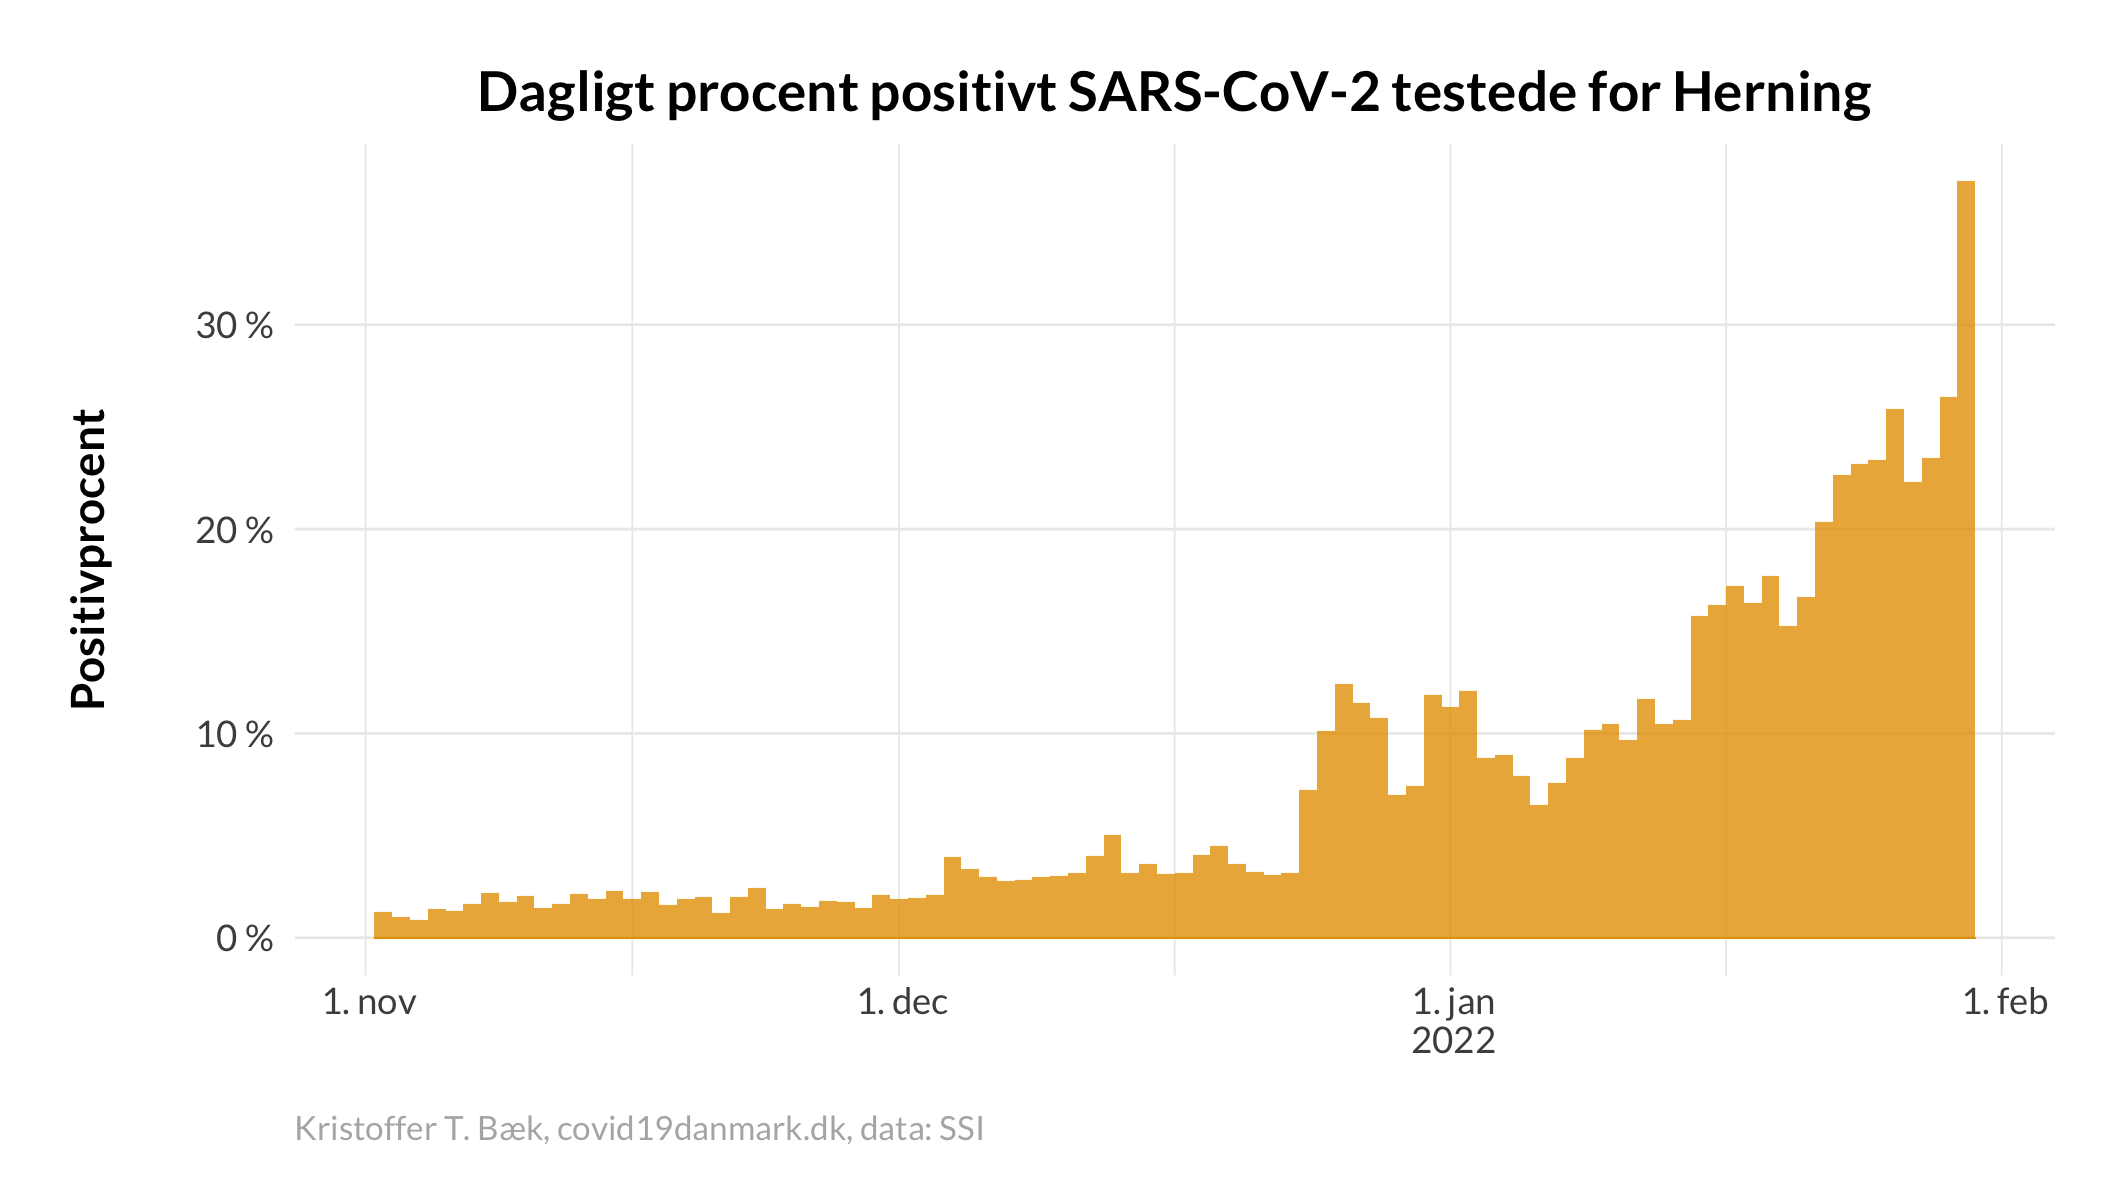 Dagligt procent positivt SARS-CoV-2 testede for Herning
Positivprocent
30 %
20 %
10 %
0 %
1. nov
1. dec
1. jan
2022
1. feb
Kristoffer T. Bæk, covid19danmark.dk, data: SSI